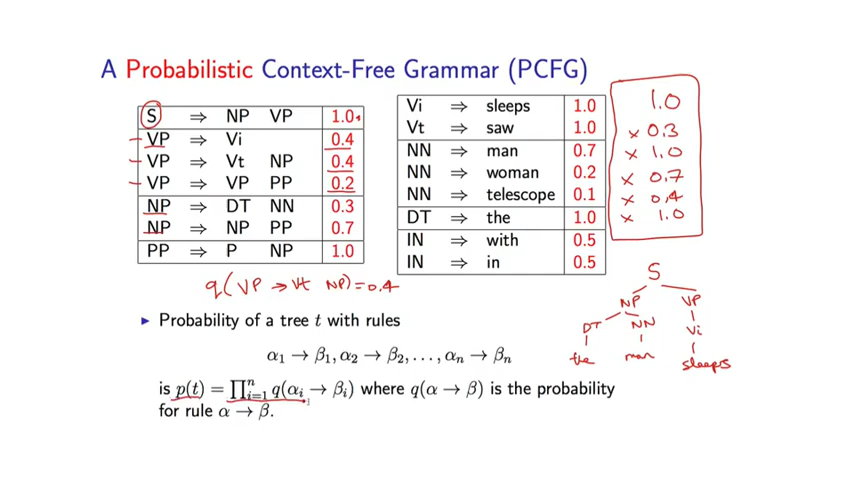 A Probabilistic Context-Free Grammar (PCFG)
S ⇒ NP VP 1.0
VP ⇒ Vi 0.4
VP ⇒ Vt NP 0.4
VP ⇒ VP PP 0.2
NP ⇒ DT NN 0.3
NP ⇒ NP PP 0.7
PP ⇒ P NP 1.0
Vi ⇒ sleeps 1.0
Vt ⇒ saw 1.0
NN ⇒ man 0.7
NN ⇒ woman 0.2
NN ⇒ telescope 0.1
DT ⇒ the 1.0
IN ⇒ with 0.5
IN ⇒ in 0.5
1.0
× 0.3
× 1.0
× 0.7
× 0.4
× 1.0
q(VP → Vt NP) = 0.4
S
NP VP
DT NN Vi
the man sleeps
▶ Probability of a tree t with rules
α₁ → β₁, α₂ → β₂, . . . , αₙ → βₙ
is p(t) = ∏ⁿᵢ₌₁ q(αᵢ → βᵢ) where q(α → β) is the probability
for rule α → β.